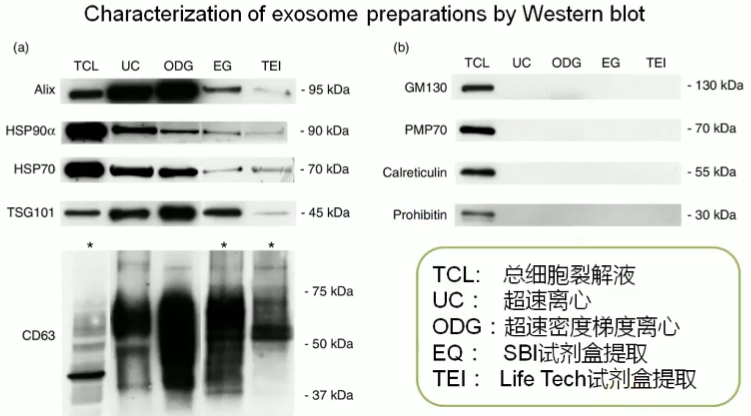 Characterization of exosome preparations by Western blot
(a)
TCL UC ODG EG TEI
Alix - 95 kDa
HSP90α - 90 kDa
HSP70 - 70 kDa
TSG101 - 45 kDa
* * *
- 75 kDa
CD63 - 50 kDa
- 37 kDa
(b)
TCL UC ODG EG TEI
GM130 - 130 kDa
PMP70 - 70 kDa
Calreticulin - 55 kDa
Prohibitin - 30 kDa
TCL: 总细胞裂解液
UC: 超速离心
ODG:超速密度梯度离心
EQ: SBI试剂盒提取
TEI: Life Tech试剂盒提取